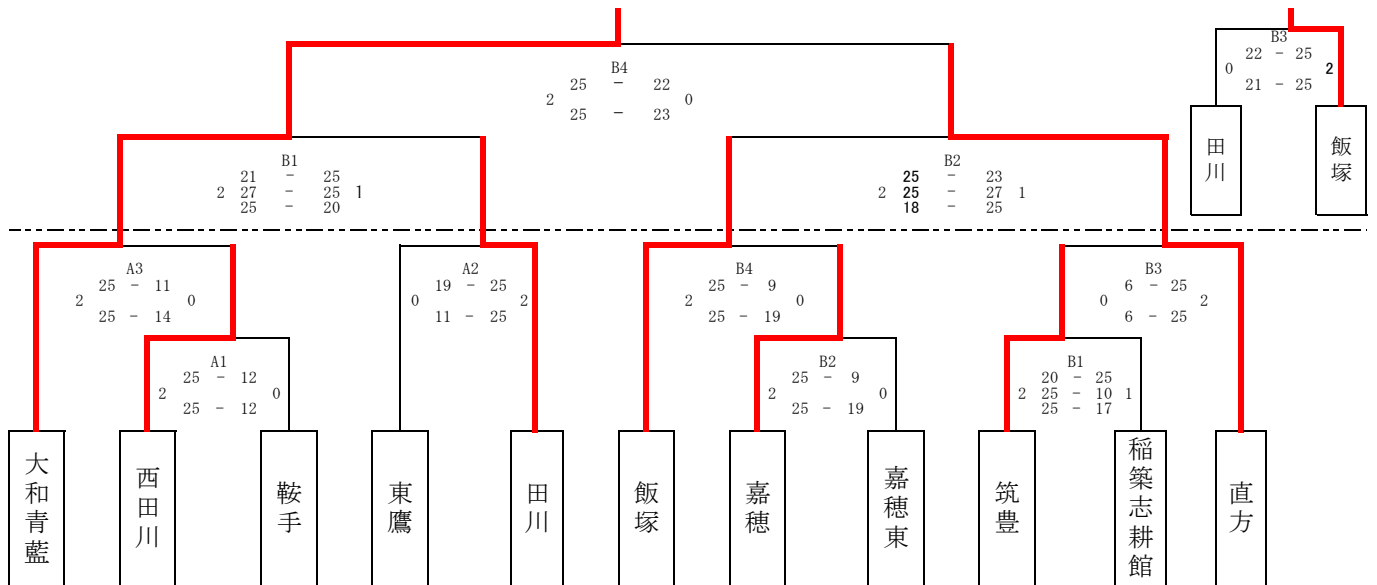 B4
25 － 22
2 0
25 － 23
B3
22 － 25
0 2
21 － 25
田川
飯塚
B1
21 － 25
2 27 － 25 1
25 － 20
B2
25 － 23
2 25 － 27 1
18 － 25
A3
25 － 11
2 0
25 － 14
A2
19 － 25
0 2
11 － 25
B4
25 － 9
2 0
25 － 19
B3
6 － 25
0 2
6 － 25
A1
25 － 12
2 0
25 － 12
B2
25 － 9
2 0
25 － 19
B1
20 － 25
2 25 － 10 1
25 － 17
大和青藍
西田川
鞍手
東鷹
田川
飯塚
嘉穂
嘉穂東
筑豊
稲築志耕館
直方